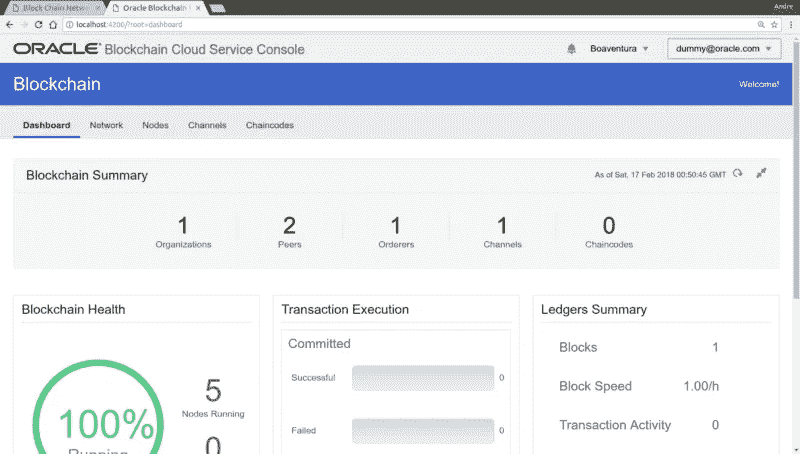 Block Chain Netw
Oracle Blockchain
Andre
localhost:4200/?root=dashboard
ORACLE Blockchain Cloud Service Console
Boaventura
dummy@oracle.com
Blockchain
Welcome!
Dashboard Network Nodes Channels Chaincodes
Blockchain Summary
As of Sat, 17 Feb 2018 00:50:45 GMT
1 2 1 1 0
Organizations Peers Orderers Channels Chaincodes
Blockchain Health
100%
Running
5
Nodes Running
0
Transaction Execution
Committed
Successful 0
Failed 0
Ledgers Summary
Blocks 1
Block Speed 1.00/h
Transaction Activity 0